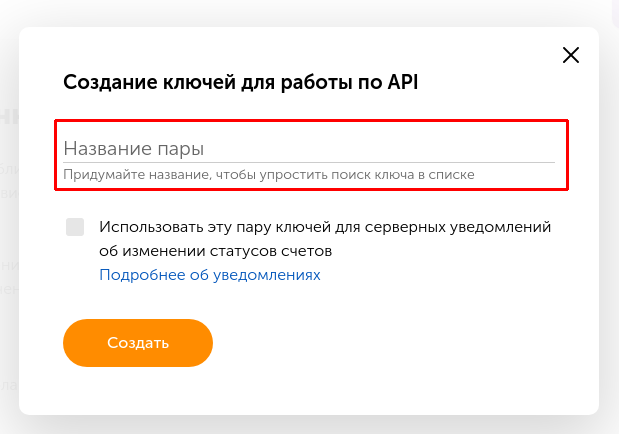 Создание ключей для работы по API
Название пары
Придумайте название, чтобы упростить поиск ключа в списке
Использовать эту пару ключей для серверных уведомлений
об изменении статусов счетов
Подробнее об уведомлениях
Создать